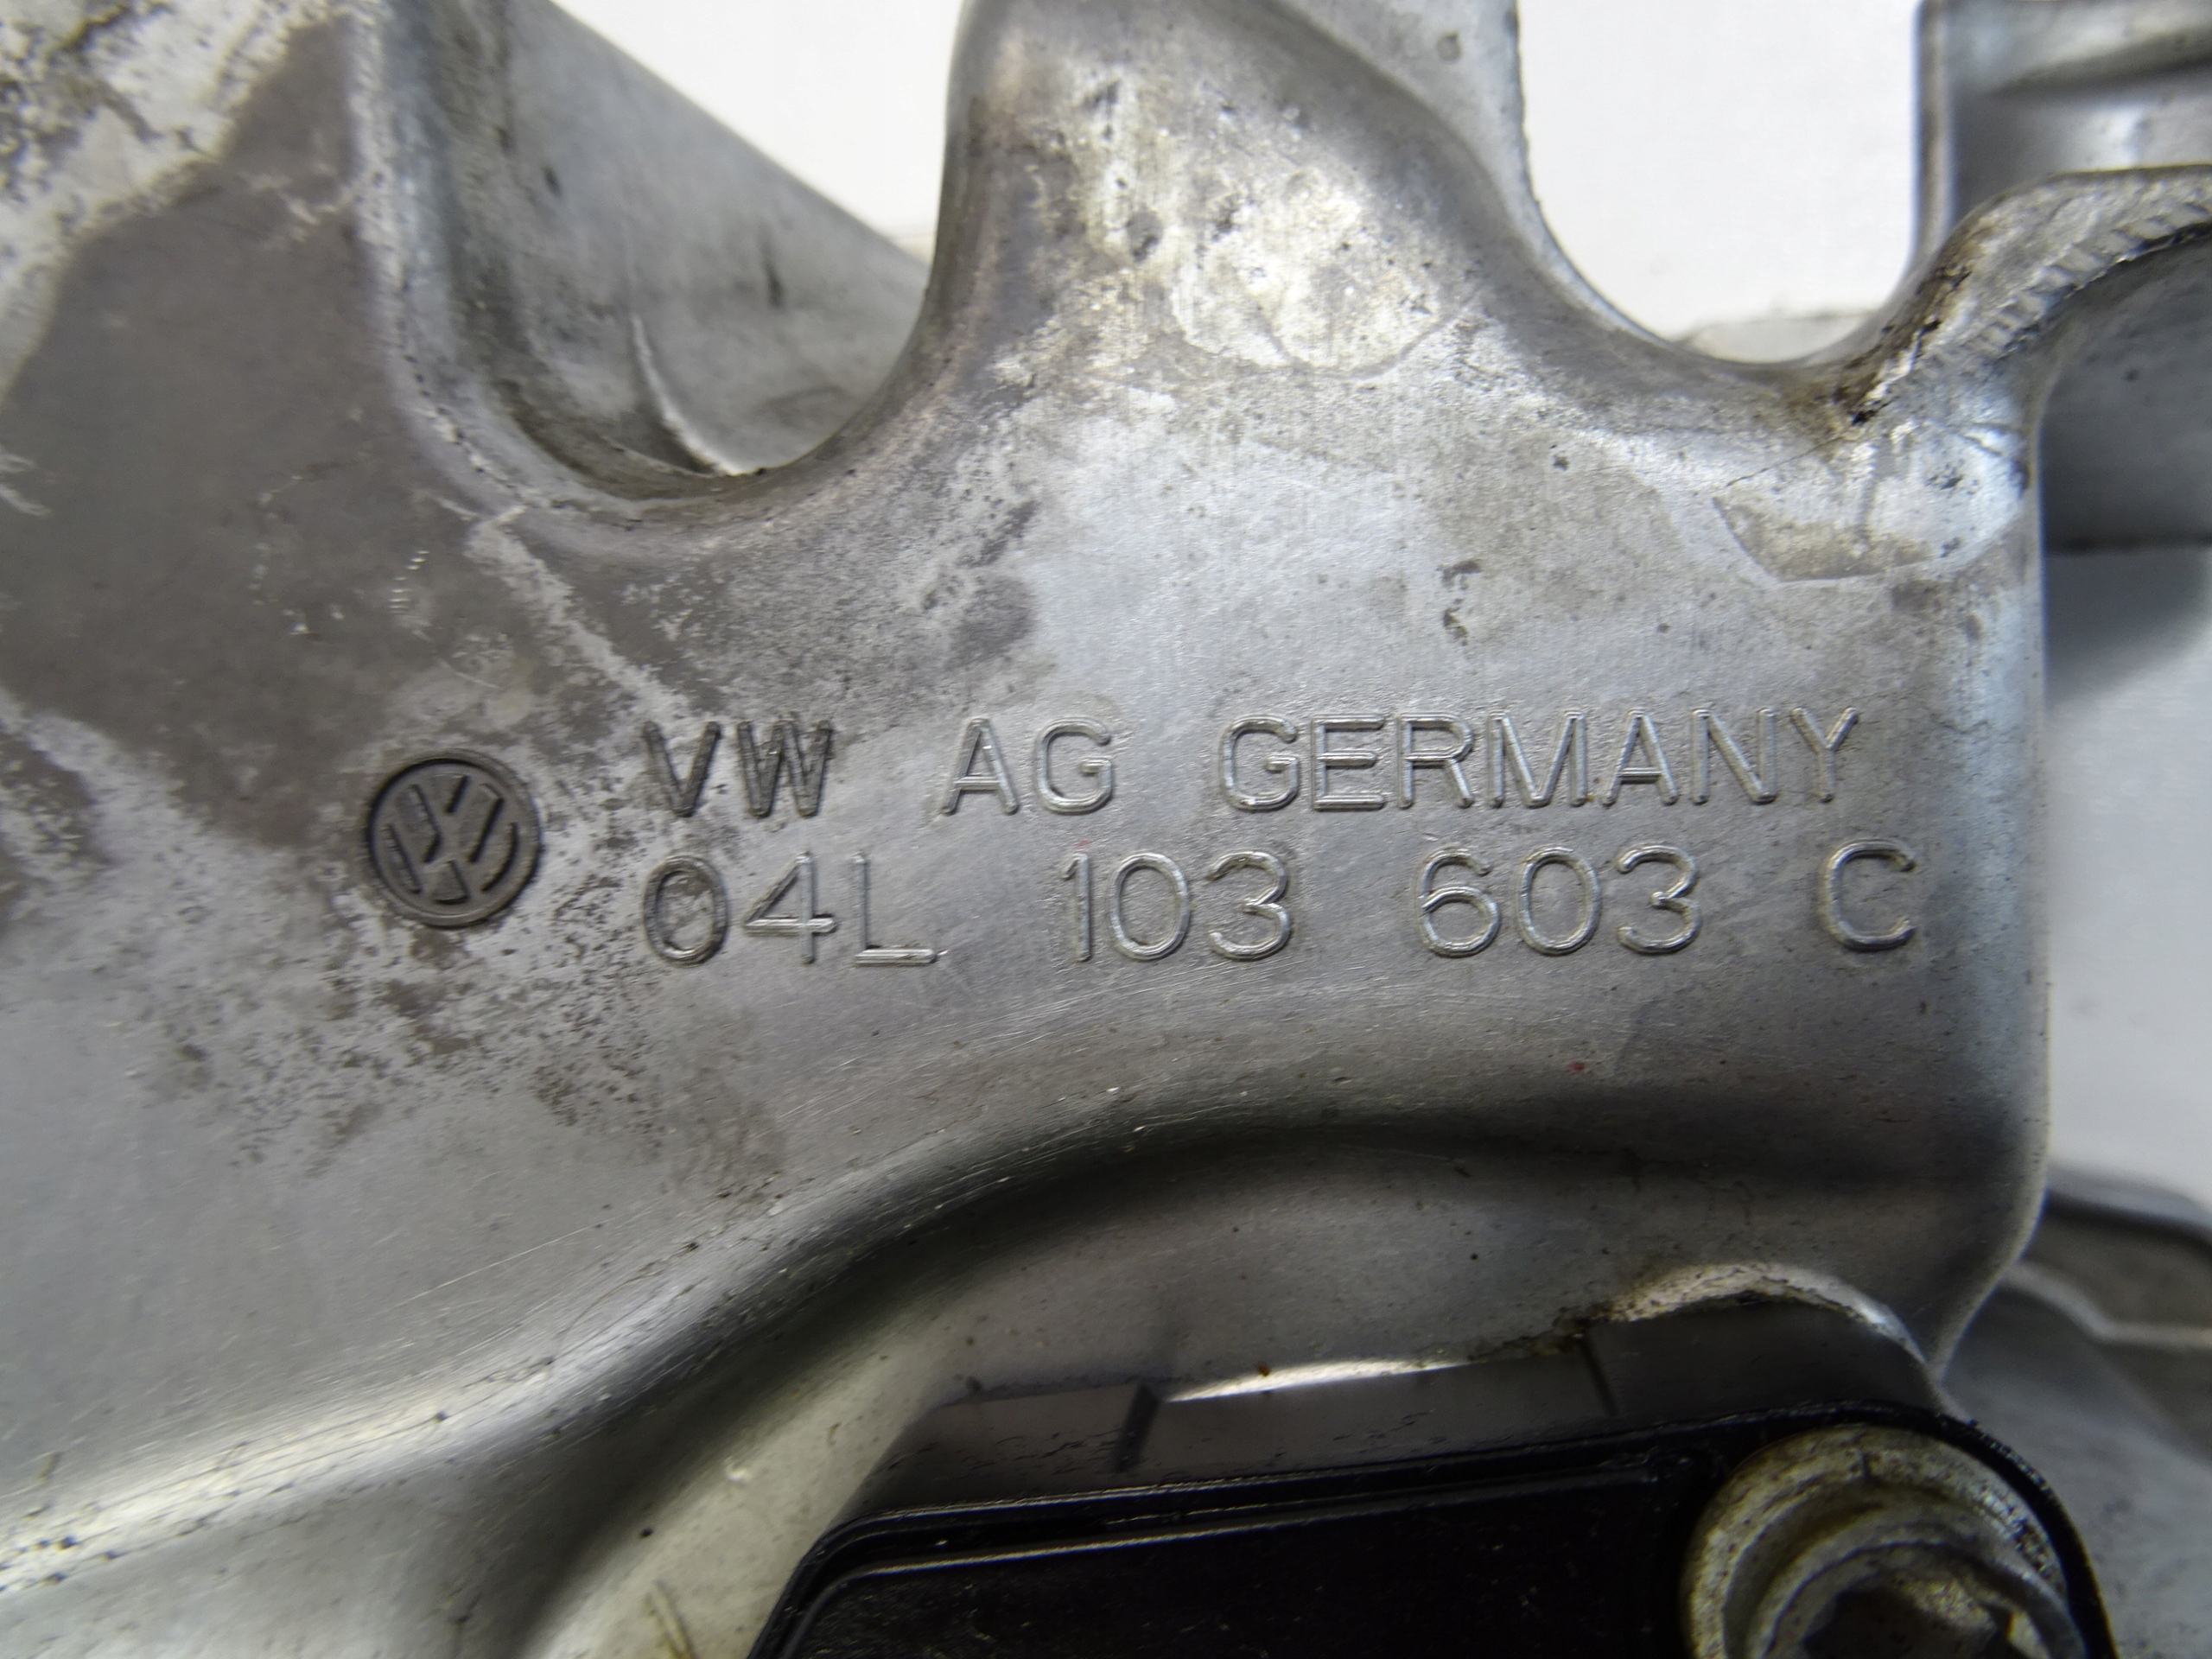 VW AG GERMANY
04L 103 603 C